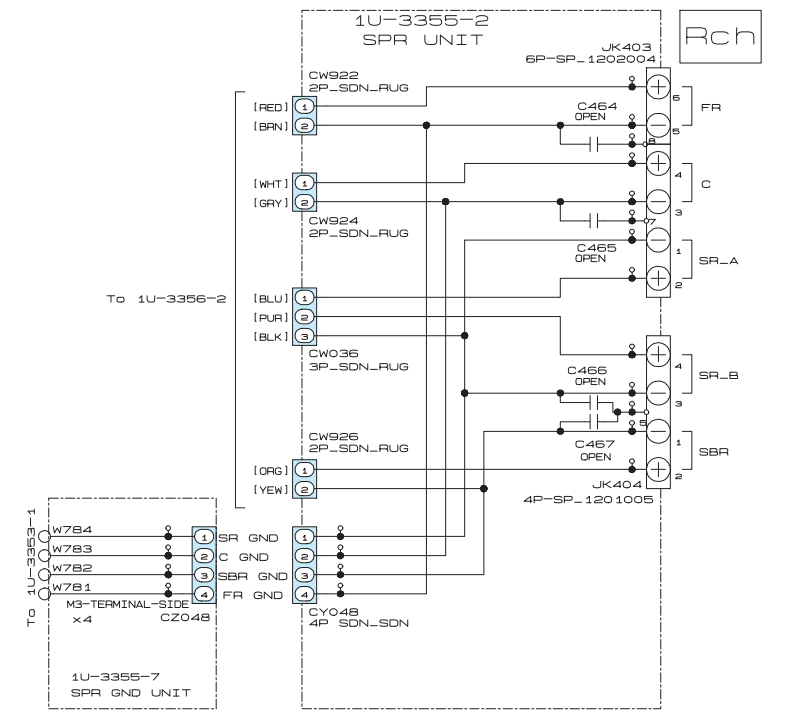 1U-3355-2
SPR UNIT
Rch
JK403
6P-SP_1202004
CW922
2P_SDN_RUG
[RED] 1
[BRN] 2
C464
OPEN
6
FR
5
8
[WHT] 1
[GRY] 2
4
C
3
7
CW924
2P_SDN_RUG
C465
OPEN
1
SR_A
2
To 1U-3356-2
[BLU] 1
[PUR] 2
[BLK] 3
CW036
3P_SDN_RUG
C466
OPEN
4
SR_B
3
5
CW926
2P_SDN_RUG
C467
OPEN
1
SBR
2
[ORG] 1
[YEW] 2
JK404
4P-SP_1201005
To 1U-3353-1
W784
1 SR GND 1
W783
2 C GND 2
W782
3 SBR GND 3
W781
4 FR GND 4
M3-TERMINAL-SIDE
x4
CZ048
CY048
4P SDN_SDN
1U-3355-7
SPR GND UNIT